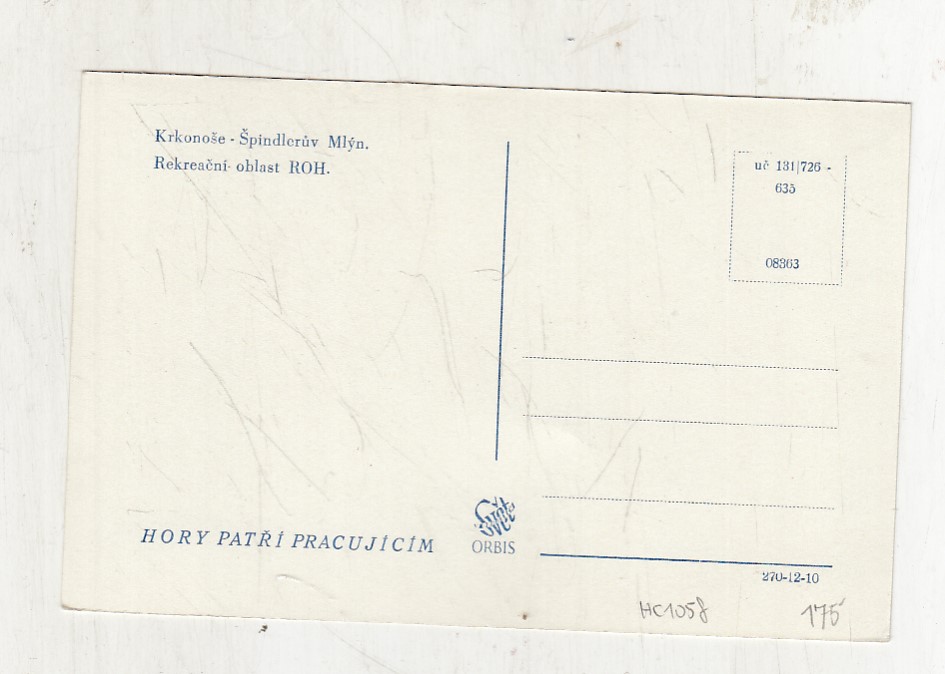 Krkonoše - Špindlerův Mlýn.
Rekreační oblast ROH.
uč 131|726 -
635
08363
HORY PATŘÍ PRACUJÍCÍM
Svět
ORBIS
270-12-10
HC1058
175